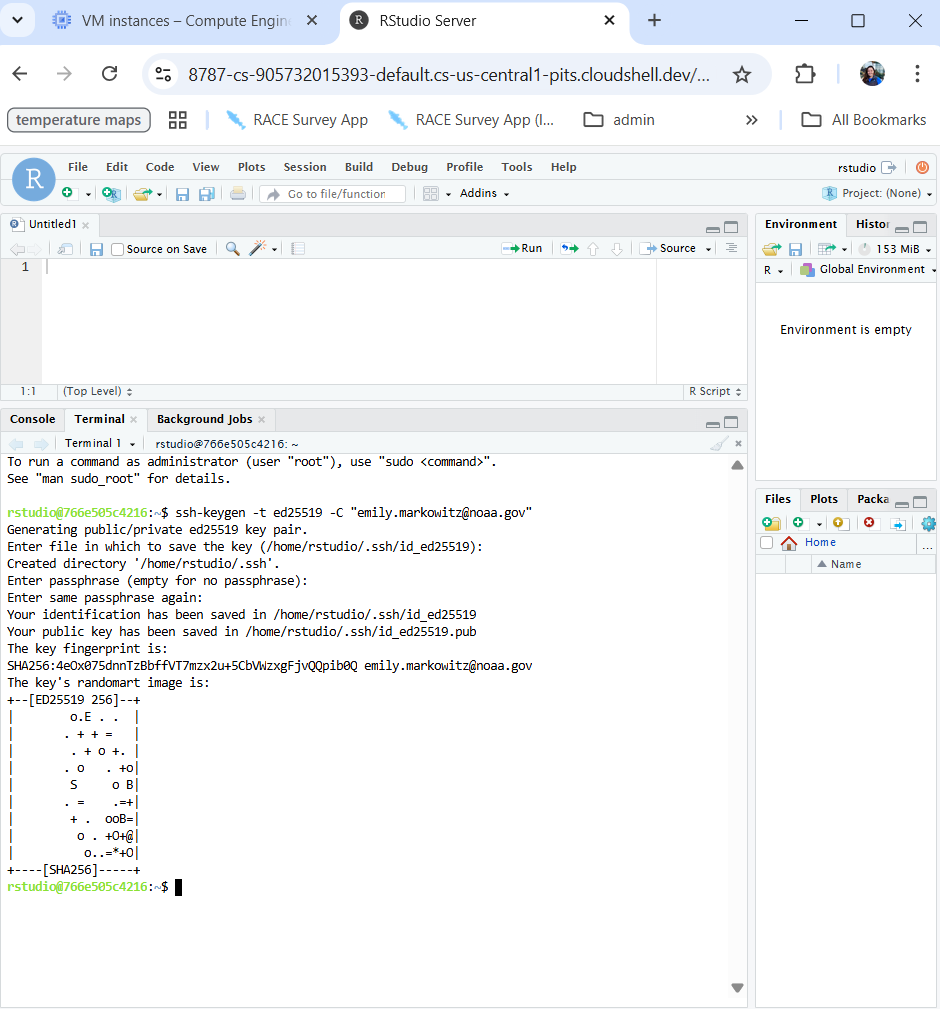 VM instances – Compute Engin
RStudio Server
8787-cs-905732015393-default.cs-us-central1-pits.cloudshell.dev/...
temperature maps
RACE Survey App
RACE Survey App (I...
admin
»
All Bookmarks
File Edit Code View Plots Session Build Debug Profile Tools Help
rstudio
Go to file/function
Addins
Project: (None)
Untitled1
Source on Save
Run
Source
1
1:1
(Top Level)
R Script
Environment
Histor
153 MiB
R
Global Environment
Environment is empty
Console
Terminal
Background Jobs
Terminal 1
rstudio@766e505c4216: ~
To run a command as administrator (user "root"), use "sudo <command>".
See "man sudo_root" for details.
rstudio@766e505c4216:~$ ssh-keygen -t ed25519 -C "emily.markowitz@noaa.gov"
Generating public/private ed25519 key pair.
Enter file in which to save the key (/home/rstudio/.ssh/id_ed25519):
Created directory '/home/rstudio/.ssh'.
Enter passphrase (empty for no passphrase):
Enter same passphrase again:
Your identification has been saved in /home/rstudio/.ssh/id_ed25519
Your public key has been saved in /home/rstudio/.ssh/id_ed25519.pub
The key fingerprint is:
SHA256:4eOx075dnnTzBbffVT7mzx2u+5CbVWzxgFjvQQpib0Q emily.markowitz@noaa.gov
The key's randomart image is:
+--[ED25519 256]--+
|        o.E . .  |
|       . + + =   |
|        . + o +. |
|       . o   . +o|
|        S     o B|
|       . =    .=+|
|        + .  ooB=|
|         o . +O+@|
|          o..=*+O|
+----[SHA256]-----+
rstudio@766e505c4216:~$
Files
Plots
Packa
Home
...
Name